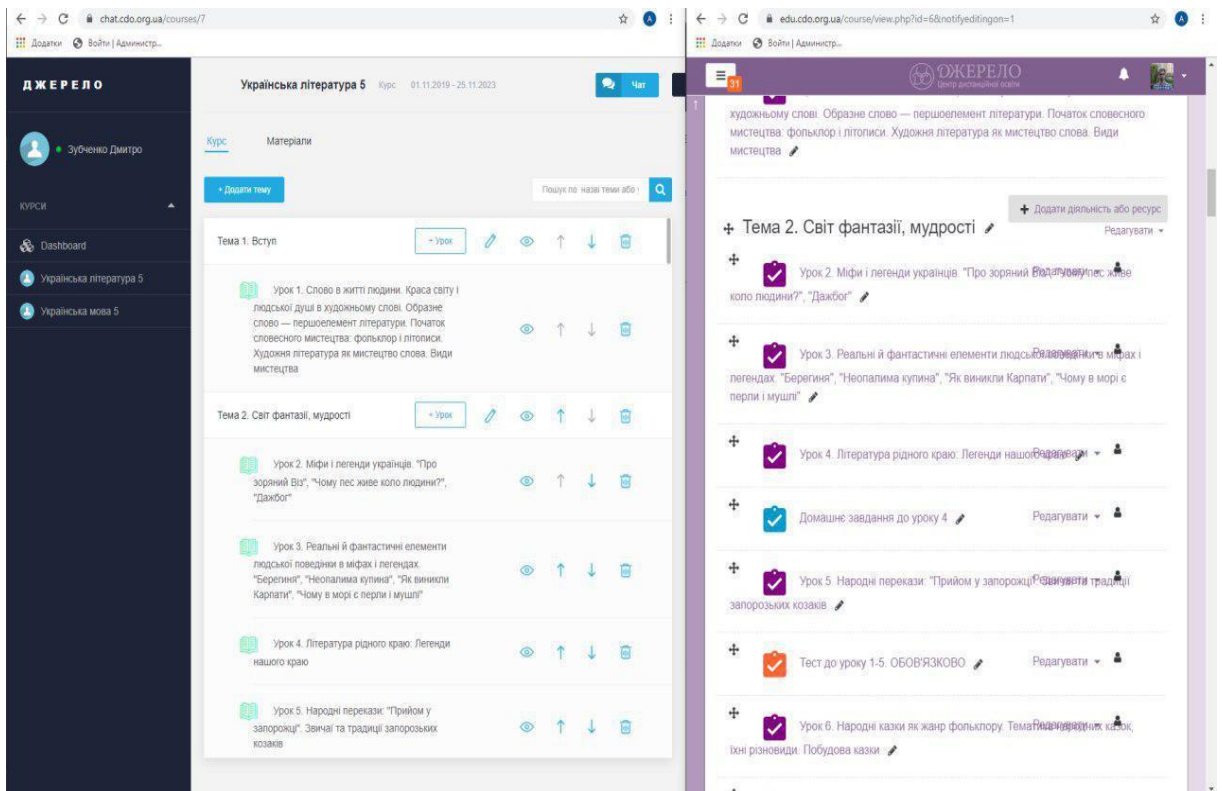 chat.cdo.org.ua/courses/7
Додатки Войти | Администр...
ДЖЕРЕЛО
Зубченко Дмитро
КУРСИ
Dashboard
Українська література 5
Українська мова 5
Українська література 5 Курс 01.11.2019 - 25.11.2023
Чат
Курс Матеріали
+ Додати тему
Пошук по назві теми або
Тема 1. Вступ + Урок
Урок 1. Слово в житті людини. Краса світу і
людської душі в художньому слові. Образне
слово — першоелемент літератури. Початок
словесного мистецтва: фольклор і літописи.
Художня література як мистецтво слова. Види
мистецтва
Тема 2. Світ фантазії, мудрості + Урок
Урок 2. Міфи і легенди українців. "Про
зоряний Віз", "Чому пес живе коло людини?",
"Дажбог"
Урок 3. Реальні й фантастичні елементи
людської поведінки в міфах і легендах.
"Берегиня", "Неопалима купина", "Як виникли
Карпати", "Чому в морі є перли і мушлі"
Урок 4. Література рідного краю: Легенди
нашого краю
Урок 5. Народні перекази: "Прийом у
запорожці". Звичаї та традиції запорозьких
козаків
edu.cdo.org.ua/course/view.php?id=6&notifyeditingon=1
Додатки Войти | Администр...
31
ДЖЕРЕЛО
Центр дистанційної освіти
художньому слові. Образне слово — першоелемент літератури. Початок словесного
мистецтва: фольклор і літописи. Художня література як мистецтво слова. Види
мистецтва
+ Додати діяльність або ресурс
Тема 2. Світ фантазії, мудрості
Редагувати
Урок 2. Міфи і легенди українців. "Про зоряний Віз", "Чому пес живе
Редагувати
коло людини?", "Дажбог"
Урок 3. Реальні й фантастичні елементи людської поведінки в міфах і
Редагувати
легендах. "Берегиня", "Неопалима купина", "Як виникли Карпати", "Чому в морі є
перли і мушлі"
Урок 4. Література рідного краю: Легенди нашого краю
Редагувати
Домашнє завдання до уроку 4 Редагувати
Урок 5. Народні перекази: "Прийом у запорожці". Звичаї та традиції
Редагувати
запорозьких козаків
Тест до уроку 1-5. ОБОВ'ЯЗКОВО Редагувати
Урок 6. Народні казки як жанр фольклору. Тематика народних казок,
Редагувати
їхні різновиди. Побудова казки